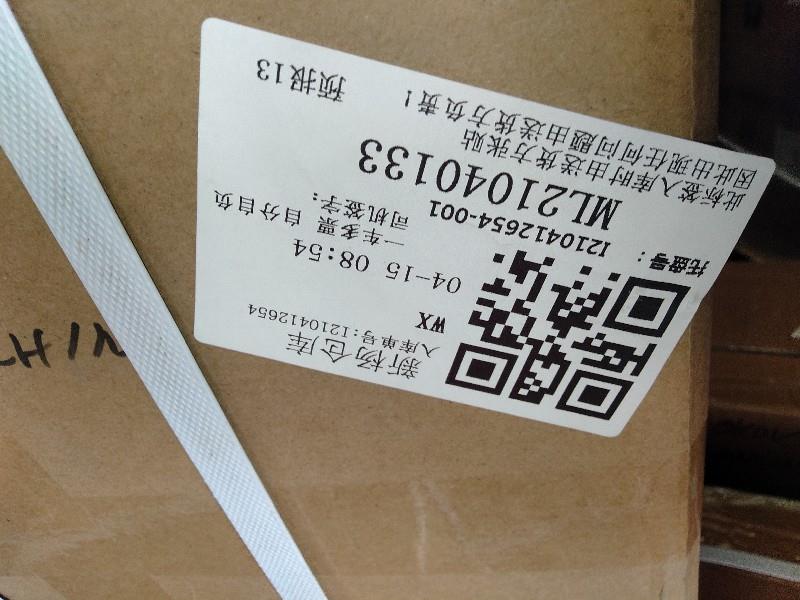 新杨仓库
入库单号:1210412654
WX
04-15 08:54
一车多票 自分自负
司机签字:
托盘号:
I210412654-001
ML21040133
此标签入库时由送货方张贴
因此出现任何问题由送货方负责!
预报13